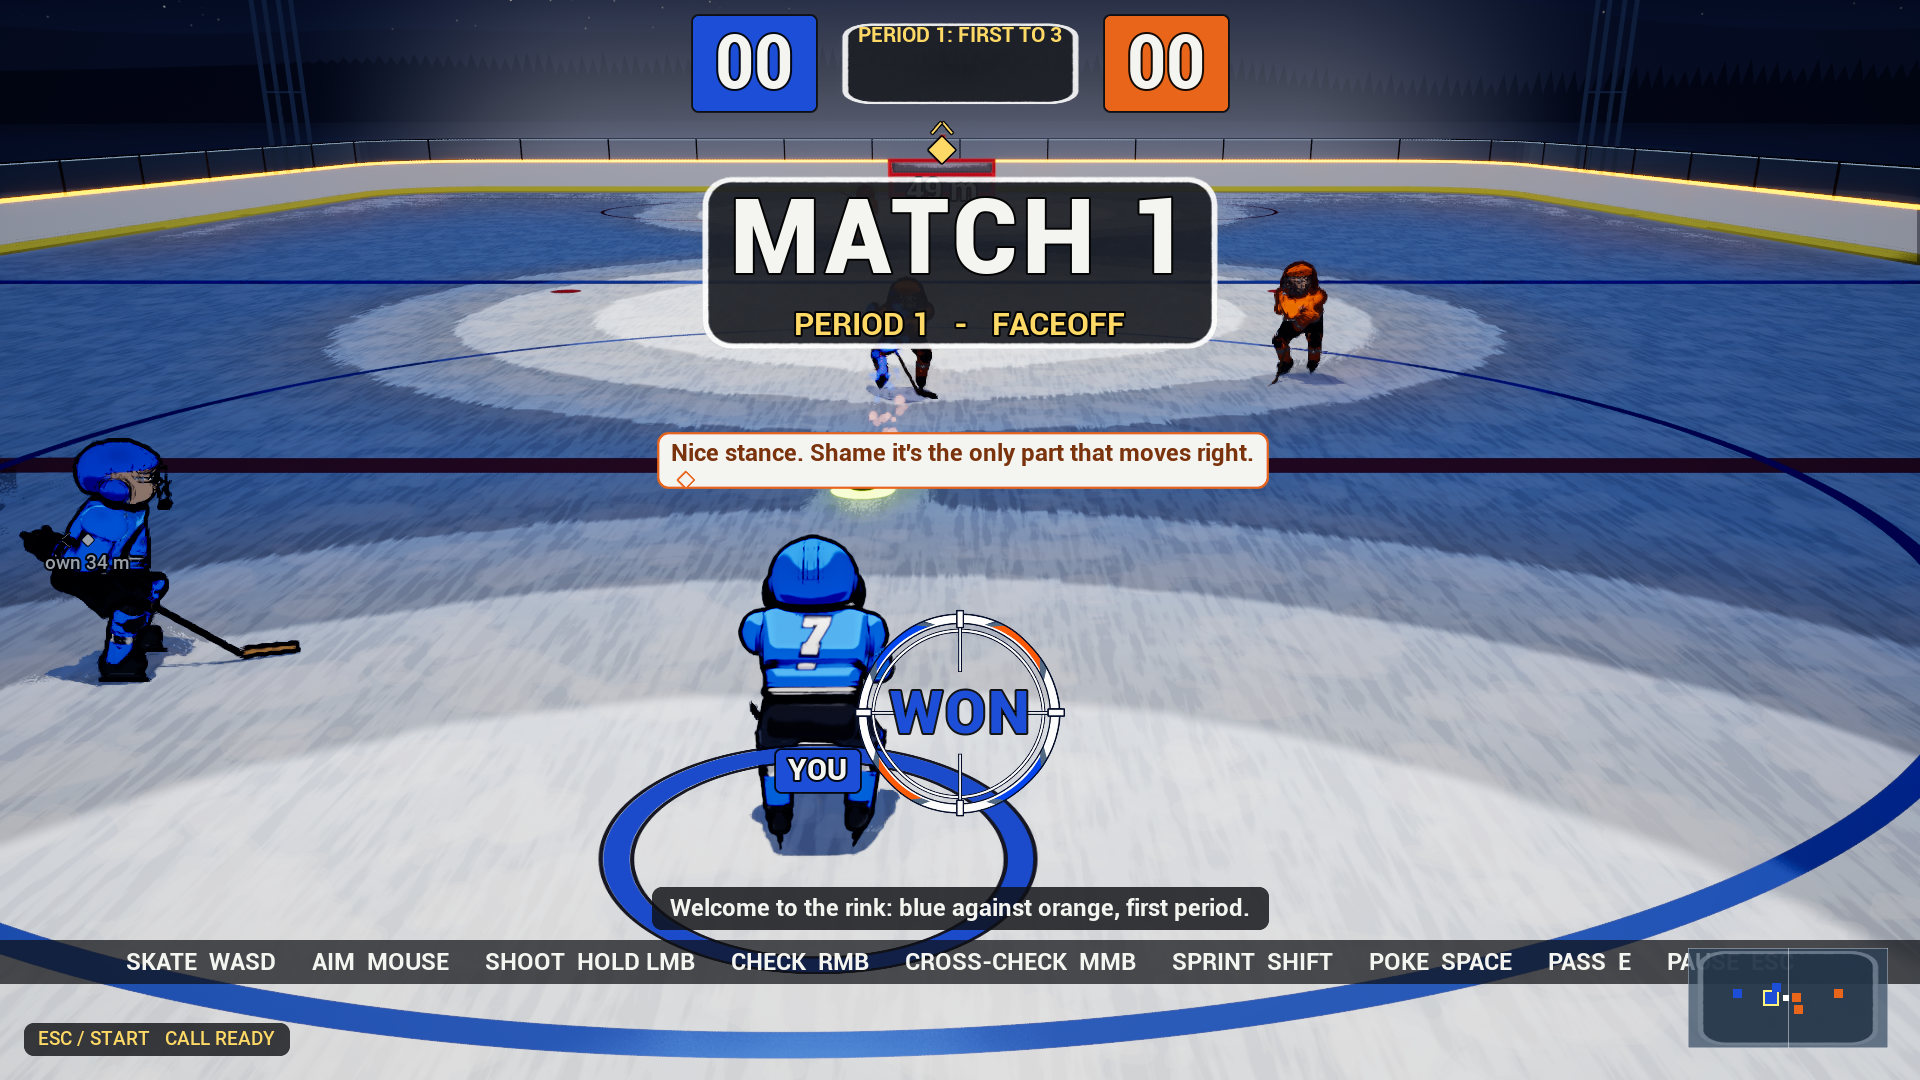 00
PERIOD 1: FIRST TO 3
00
49 m
MATCH 1
PERIOD 1 - FACEOFF
Nice stance. Shame it's the only part that moves right.
own 34 m
7
WON
YOU
Welcome to the rink: blue against orange, first period.
SKATE WASD AIM MOUSE SHOOT HOLD LMB CHECK RMB CROSS-CHECK MMB SPRINT SHIFT POKE SPACE PASS E PAUSE ESC
ESC / START CALL READY